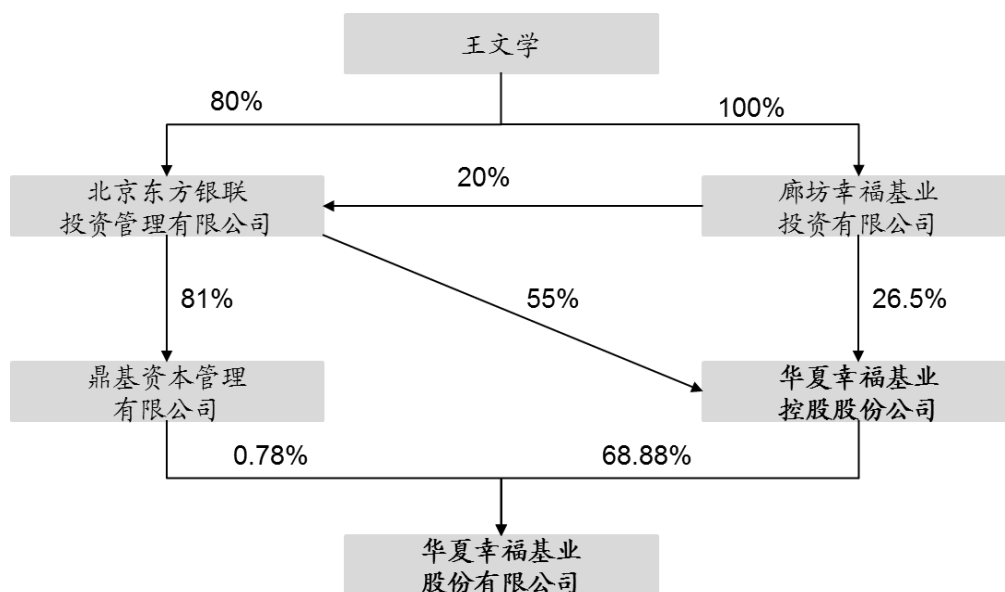 王文学
80%
100%
北京东方银联
投资管理有限公司
20%
廊坊幸福基业
投资有限公司
81%
55%
26.5%
鼎基资本管理
有限公司
华夏幸福基业
控股股份公司
0.78%
68.88%
华夏幸福基业
股份有限公司